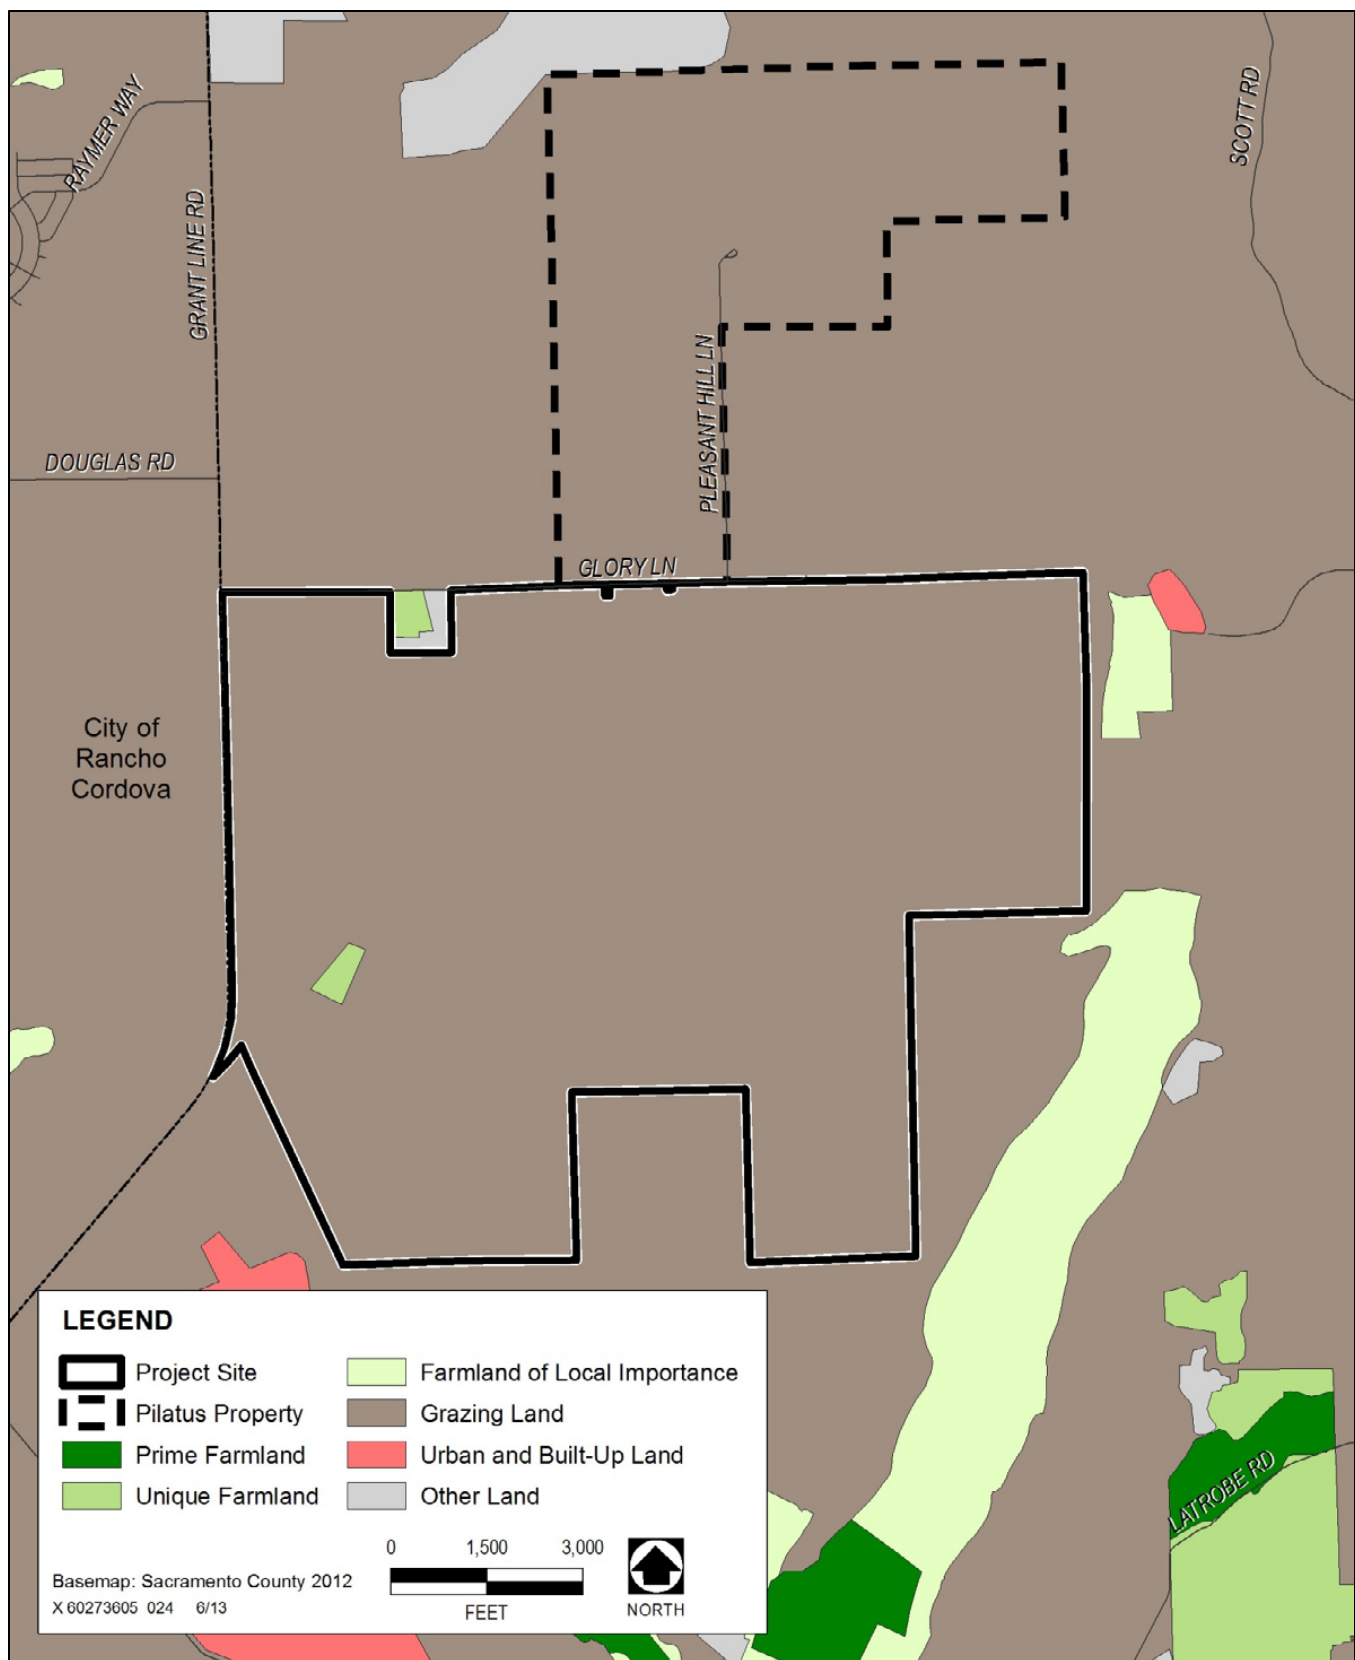 RAYMER WAY
SCOTT RD
GRANT LINE RD
PLEASANT HILL LN
DOUGLAS RD
GLORY LN
City of
Rancho
Cordova
LEGEND
Project Site
Pilatus Property
Prime Farmland
Unique Farmland
Farmland of Local Importance
Grazing Land
Urban and Built-Up Land
Other Land
LATROBE RD
0 1,500 3,000
FEET
NORTH
Basemap: Sacramento County 2012
X 60273605 024 6/13